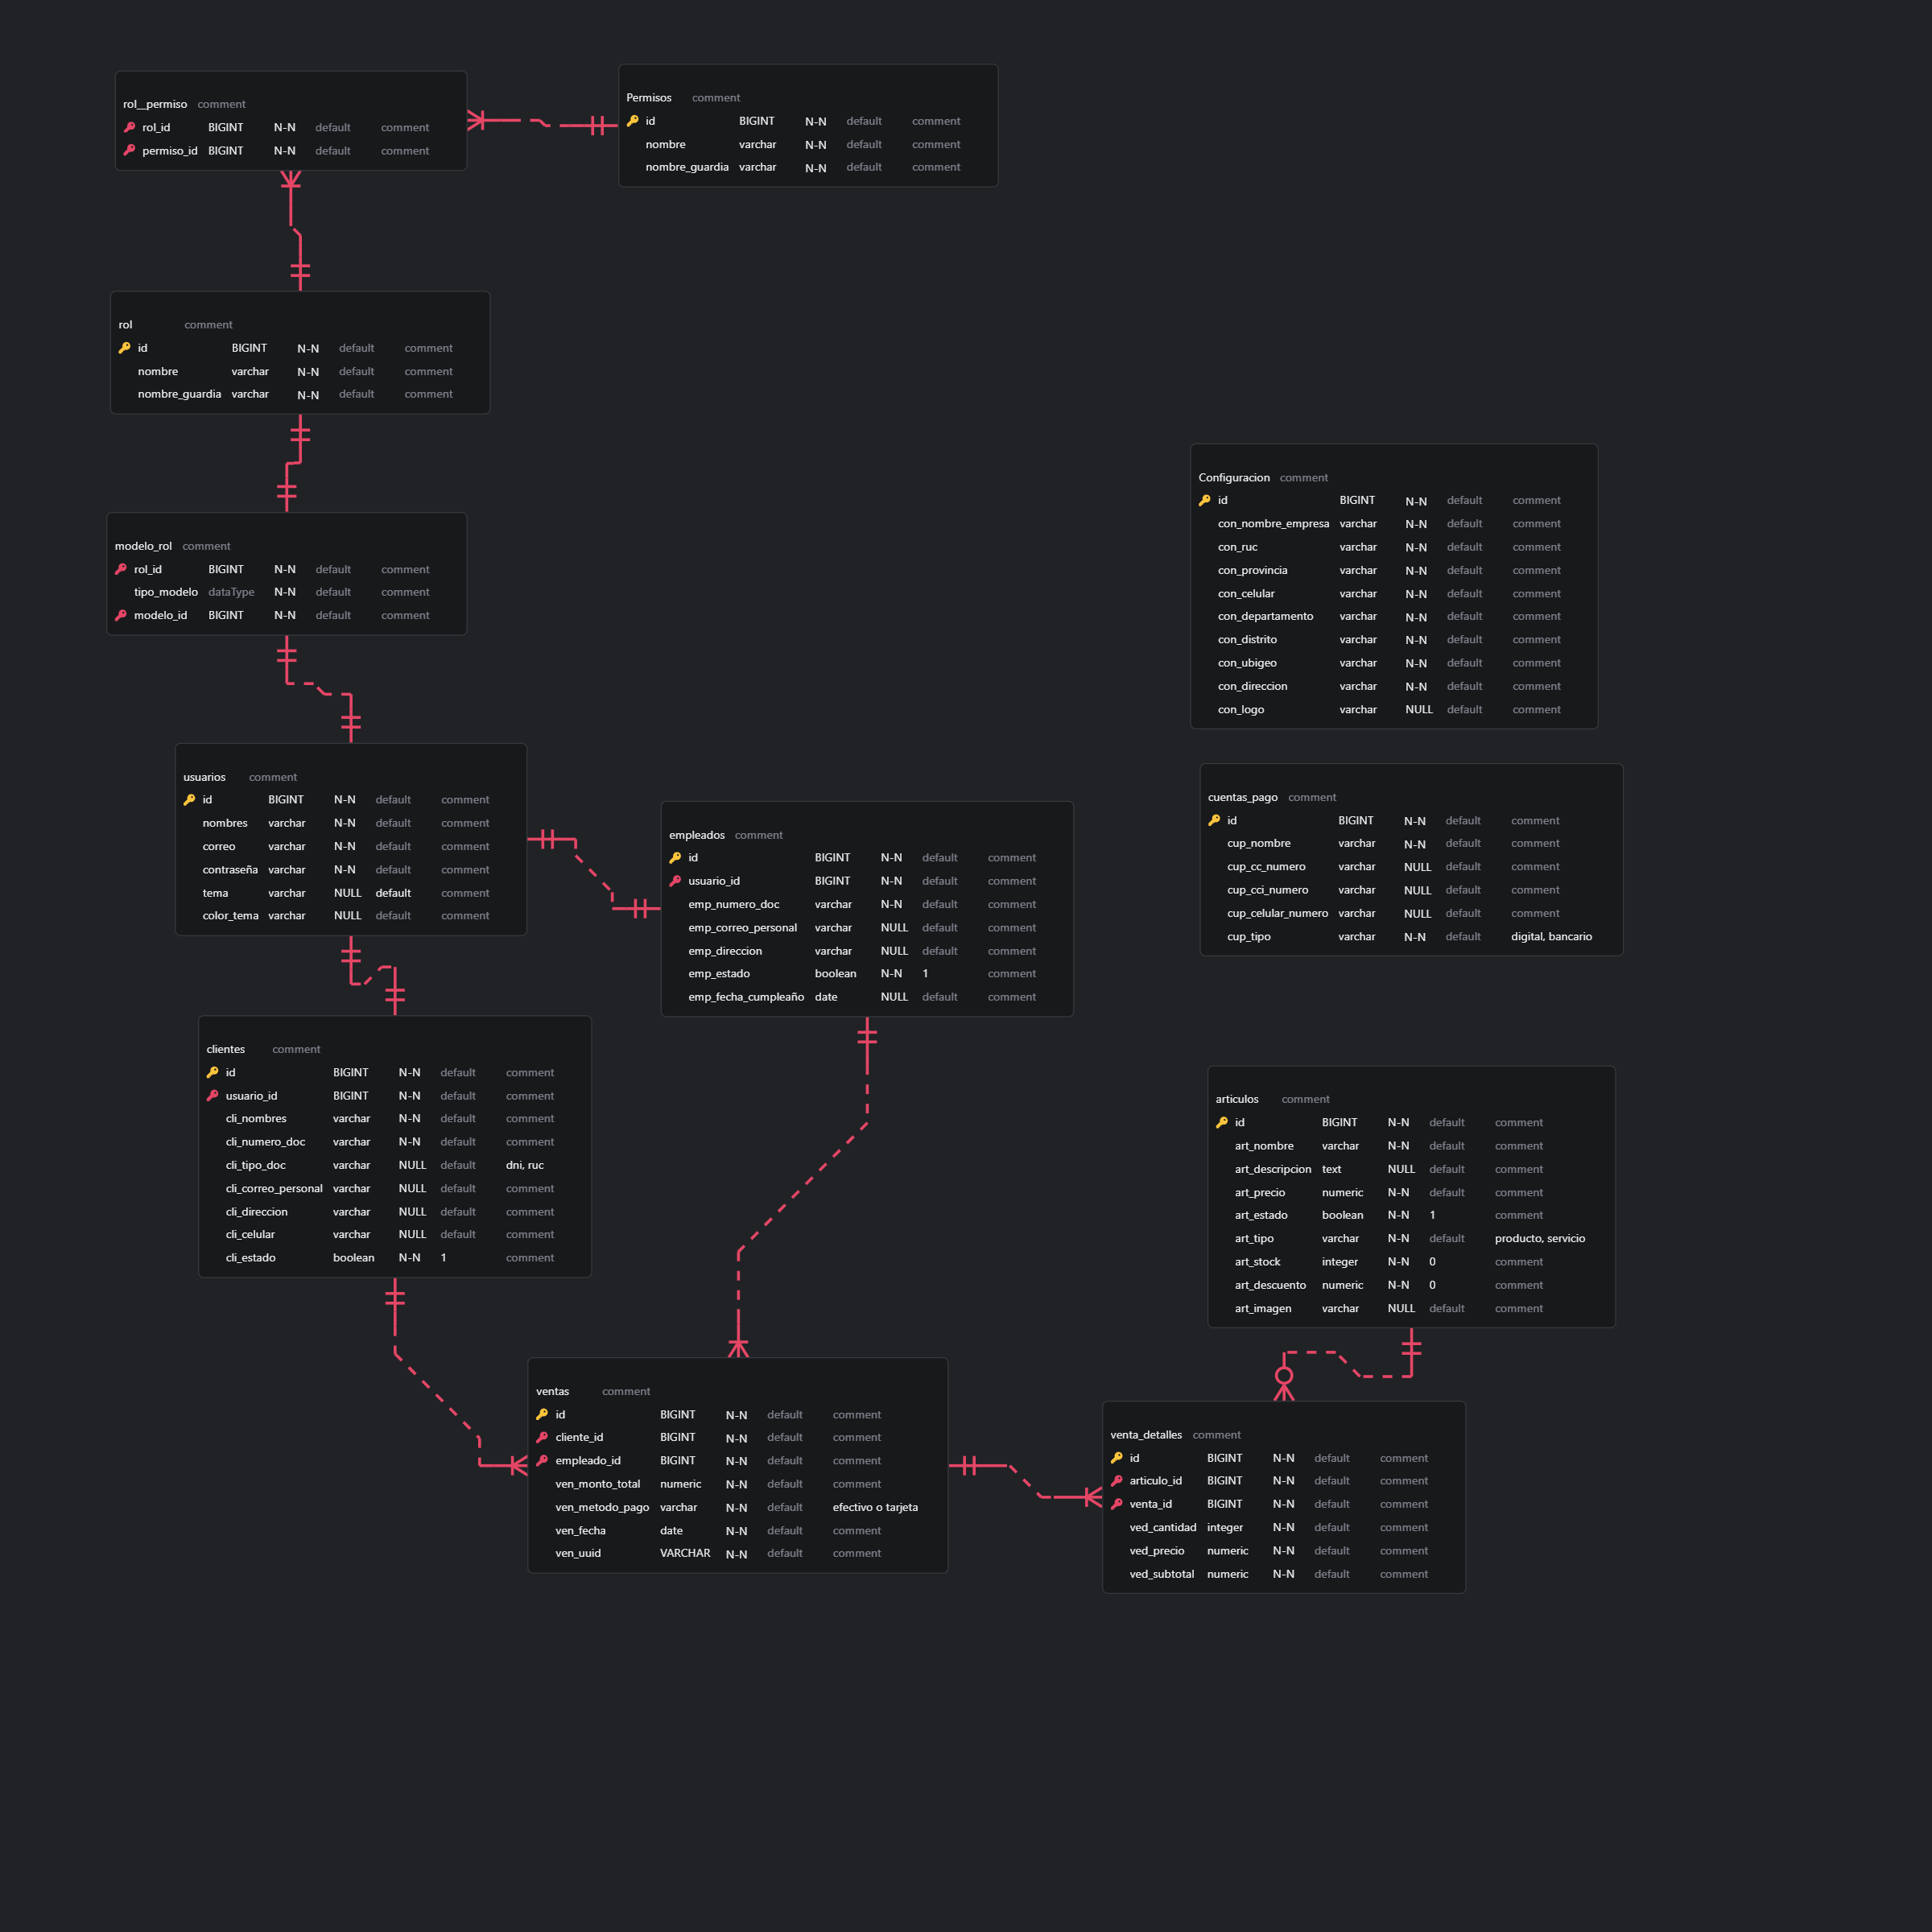 rol__permiso comment
rol_id BIGINT N-N default comment
permiso_id BIGINT N-N default comment
Permisos comment
id BIGINT N-N default comment
nombre varchar N-N default comment
nombre_guardia varchar N-N default comment
rol comment
id BIGINT N-N default comment
nombre varchar N-N default comment
nombre_guardia varchar N-N default comment
modelo_rol comment
rol_id BIGINT N-N default comment
tipo_modelo dataType N-N default comment
modelo_id BIGINT N-N default comment
Configuracion comment
id BIGINT N-N default comment
con_nombre_empresa varchar N-N default comment
con_ruc varchar N-N default comment
con_provincia varchar N-N default comment
con_celular varchar N-N default comment
con_departamento varchar N-N default comment
con_distrito varchar N-N default comment
con_ubigeo varchar N-N default comment
con_direccion varchar N-N default comment
con_logo varchar NULL default comment
usuarios comment
id BIGINT N-N default comment
nombres varchar N-N default comment
correo varchar N-N default comment
contraseña varchar N-N default comment
tema varchar NULL default comment
color_tema varchar NULL default comment
empleados comment
id BIGINT N-N default comment
usuario_id BIGINT N-N default comment
emp_numero_doc varchar N-N default comment
emp_correo_personal varchar NULL default comment
emp_direccion varchar NULL default comment
emp_estado boolean N-N 1 comment
emp_fecha_cumpleaño date NULL default comment
cuentas_pago comment
id BIGINT N-N default comment
cup_nombre varchar N-N default comment
cup_cc_numero varchar NULL default comment
cup_cci_numero varchar NULL default comment
cup_celular_numero varchar NULL default comment
cup_tipo varchar N-N default digital, bancario
clientes comment
id BIGINT N-N default comment
usuario_id BIGINT N-N default comment
cli_nombres varchar N-N default comment
cli_numero_doc varchar N-N default comment
cli_tipo_doc varchar NULL default dni, ruc
cli_correo_personal varchar NULL default comment
cli_direccion varchar NULL default comment
cli_celular varchar NULL default comment
cli_estado boolean N-N 1 comment
articulos comment
id BIGINT N-N default comment
art_nombre varchar N-N default comment
art_descripcion text NULL default comment
art_precio numeric N-N default comment
art_estado boolean N-N 1 comment
art_tipo varchar N-N default producto, servicio
art_stock integer N-N 0 comment
art_descuento numeric N-N 0 comment
art_imagen varchar NULL default comment
ventas comment
id BIGINT N-N default comment
cliente_id BIGINT N-N default comment
empleado_id BIGINT N-N default comment
ven_monto_total numeric N-N default comment
ven_metodo_pago varchar N-N default efectivo o tarjeta
ven_fecha date N-N default comment
ven_uuid VARCHAR N-N default comment
venta_detalles comment
id BIGINT N-N default comment
articulo_id BIGINT N-N default comment
venta_id BIGINT N-N default comment
ved_cantidad integer N-N default comment
ved_precio numeric N-N default comment
ved_subtotal numeric N-N default comment